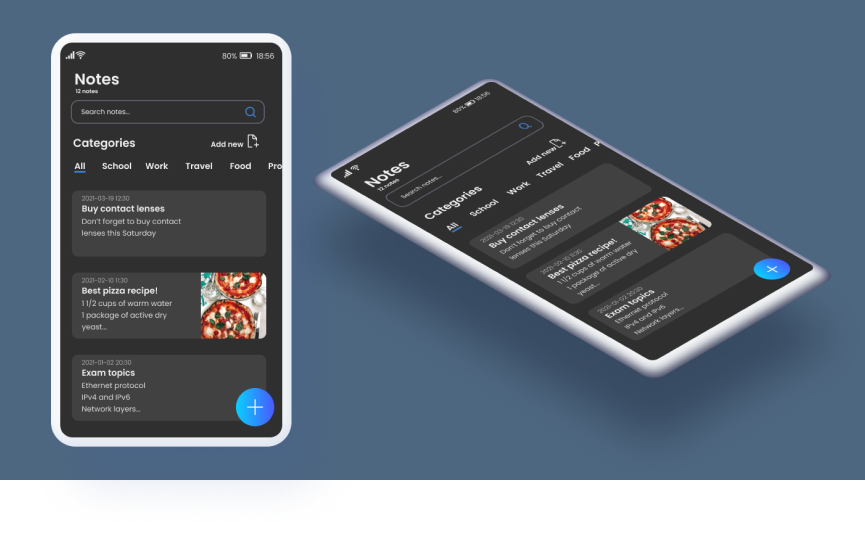 80% 18:56
Notes
12 notes
Search notes...
Categories
Add new
All School Work Travel Food Pro
2021-03-19 12:30
Buy contact lenses
Don't forget to buy contact
lenses this Saturday
2021-02-10 11:30
Best pizza recipe!
1 1/2 cups of warm water
1 package of active dry
yeast...
2021-01-02 20:30
Exam topics
Ethernet protocol
IPv4 and IPv6
Network layers...
80% 18:56
Notes
12 notes
Search notes...
Categories
Add new
All School Work Travel Food P
2021-03-19 12:30
Buy contact lenses
Don't forget to buy contact
lenses this Saturday
2021-02-10 11:30
Best pizza recipe!
1 1/2 cups of warm water
1 package of active dry
yeast...
2021-01-02 20:30
Exam topics
Ethernet protocol
IPv4 and IPv6
Network layers...